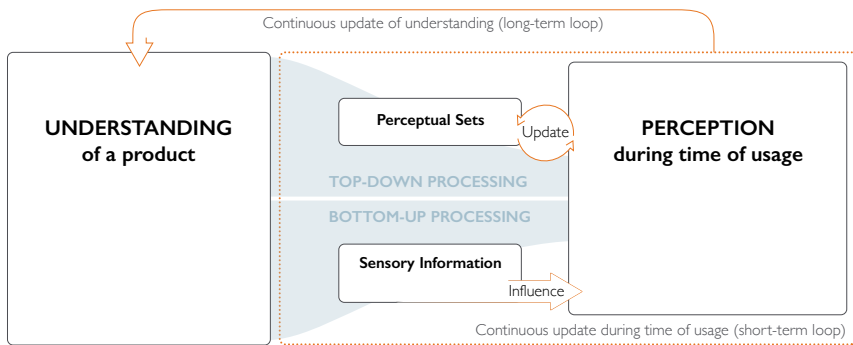 Continuous update of understanding (long-term loop)
UNDERSTANDING
of a product
Perceptual Sets
Update
PERCEPTION
during time of usage
TOP-DOWN PROCESSING
BOTTOM-UP PROCESSING
Sensory Information
Influence
Continuous update during time of usage (short-term loop)